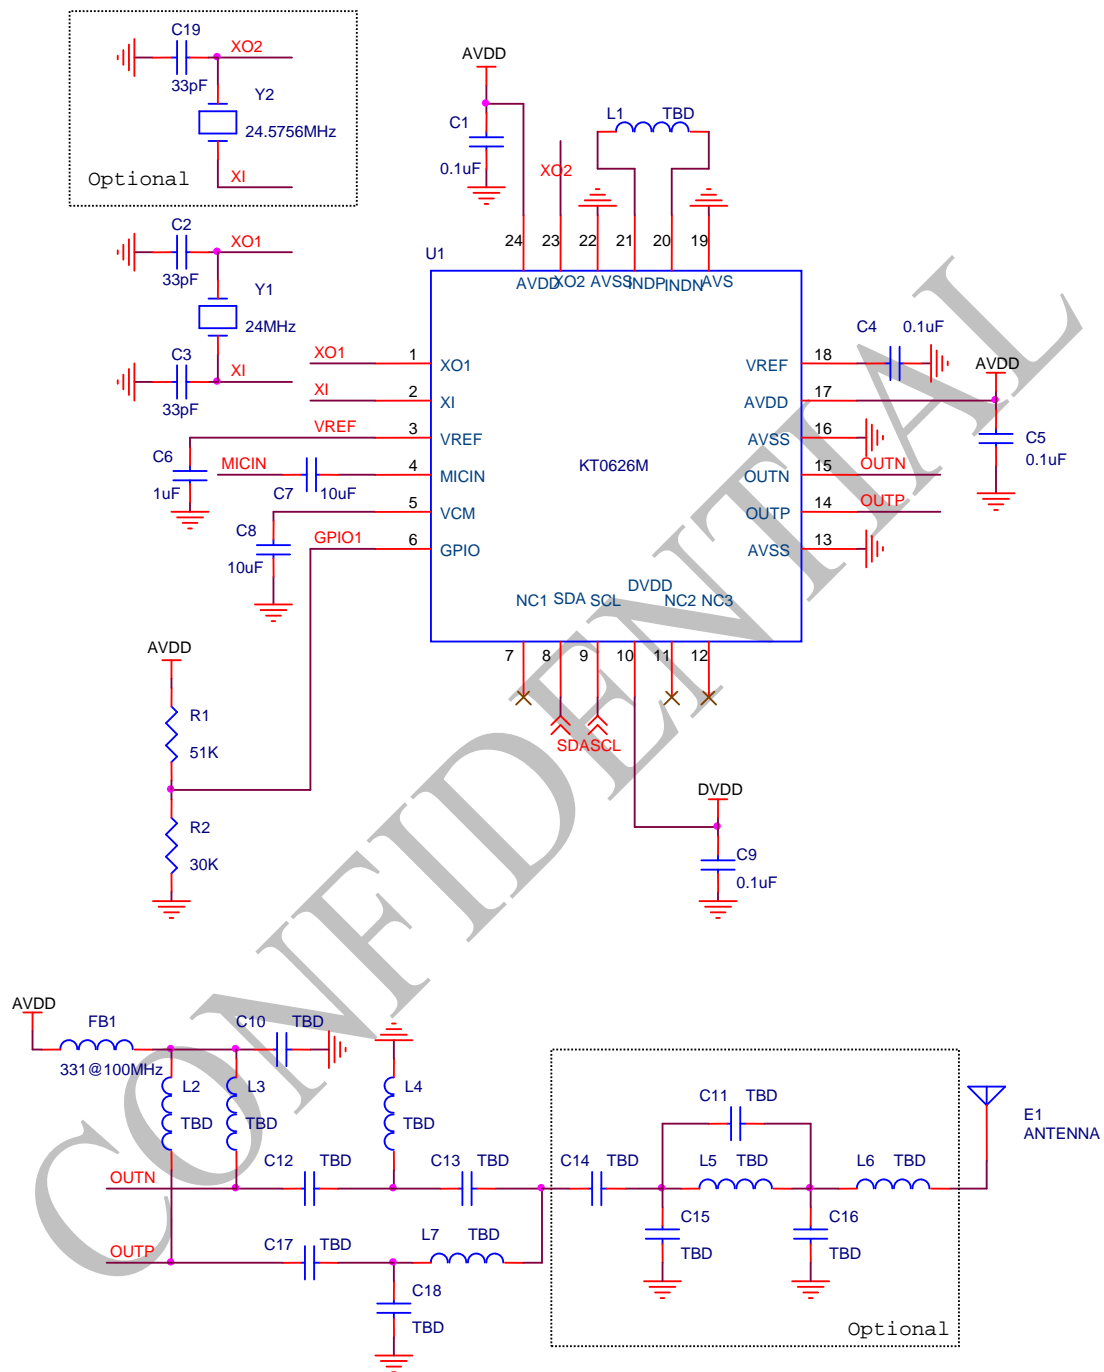 C19
XO2
33pF
Y2
24.5756MHz
XI
Optional
C2
XO1
33pF
Y1
24MHz
C3
XI
33pF
AVDD
C1
0.1uF
XO2
L1 TBD
24 23 22 21 20 19
U1
AVDD XO2 AVSS INDP INDN AVS
XO1 1 XO1
XI 2 XI
VREF 3 VREF
C6
1uF
MICIN 4 MICIN
C7 10uF
5 VCM
C8
10uF
GPIO1 6 GPIO
KT0626M
C4 0.1uF
VREF 18
AVDD
AVDD 17
AVSS 16
C5
0.1uF
OUTN 15 OUTN
OUTP 14 OUTP
AVSS 13
NC1 SDA SCL DVDD NC2 NC3
7 8 9 10 11 12
SDA SCL
AVDD
R1
51K
R2
30K
DVDD
C9
0.1uF
CONFIDENTIAL
AVDD
FB1
331@100MHz
C10 TBD
L2
TBD
L3
TBD
L4
TBD
OUTN
C12 TBD
C13 TBD
C14 TBD
C11 TBD
L5 TBD
L6 TBD
E1
ANTENNA
C15
TBD
C16
TBD
OUTP
C17 TBD
L7 TBD
C18
TBD
Optional